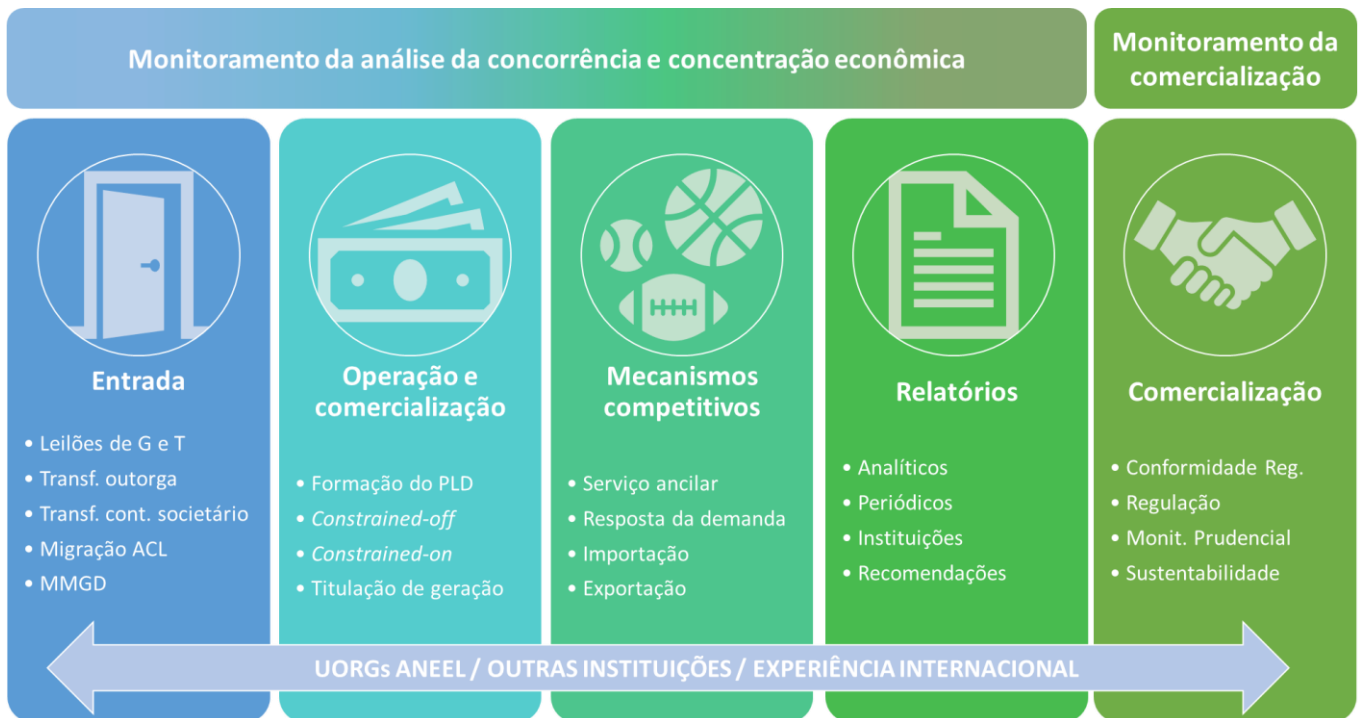 Monitoramento da análise da concorrência e concentração econômica
Monitoramento da
comercialização
Entrada
• Leilões de G e T
• Transf. outorga
• Transf. cont. societário
• Migração ACL
• MMGD
Operação e
comercialização
• Formação do PLD
• Constrained-off
• Constrained-on
• Titulação de geração
Mecanismos
competitivos
• Serviço ancilar
• Resposta da demanda
• Importação
• Exportação
Relatórios
• Analíticos
• Periódicos
• Instituições
• Recomendações
Comercialização
• Conformidade Reg.
• Regulação
• Monit. Prudencial
• Sustentabilidade
UORGs ANEEL / OUTRAS INSTITUIÇÕES / EXPERIÊNCIA INTERNACIONAL